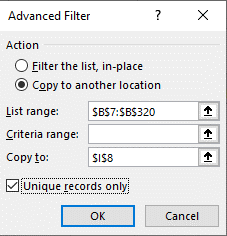 Advanced Filter
Action
Filter the list, in-place
Copy to another location
List range: $B$7:$B$320
Criteria range:
Copy to: $I$8
Unique records only
OK Cancel